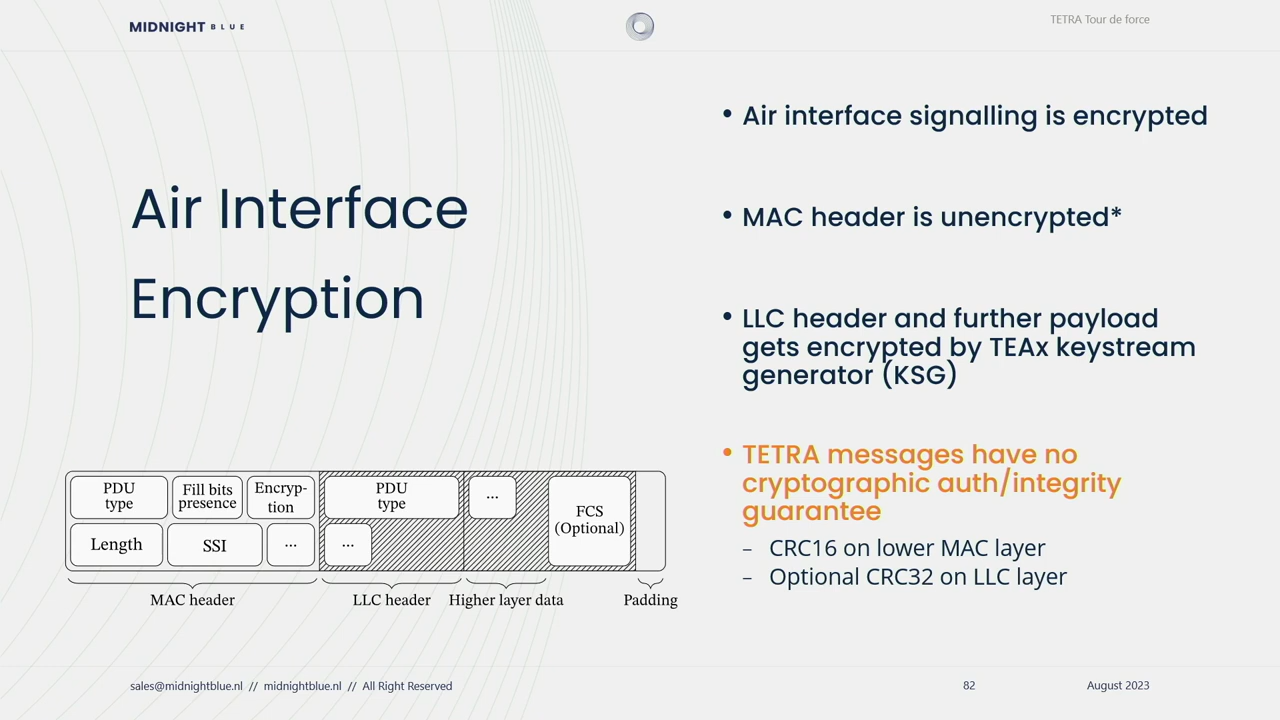 MIDNIGHT BLUE
TETRA Tour de force
Air Interface
Encryption
• Air interface signalling is encrypted
• MAC header is unencrypted*
• LLC header and further payload
gets encrypted by TEAx keystream
generator (KSG)
• TETRA messages have no
cryptographic auth/integrity
guarantee
– CRC16 on lower MAC layer
– Optional CRC32 on LLC layer
PDU
type
Fill bits
presence
Encryp-
tion
Length
SSI
...
PDU
type
...
...
FCS
(Optional)
MAC header
LLC header
Higher layer data
Padding
sales@midnightblue.nl // midnightblue.nl // All Right Reserved
82
August 2023